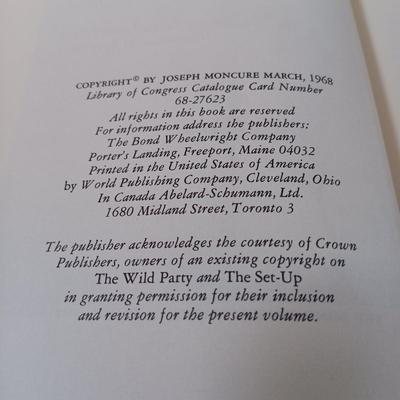 COPYRIGHT© BY JOSEPH MONCURE MARCH, 1968
Library of Congress Catalogue Card Number
68-27623
All rights in this book are reserved
For information address the publishers:
The Bond Wheelwright Company
Porter's Landing, Freeport, Maine 04032
Printed in the United States of America
by World Publishing Company, Cleveland, Ohio
In Canada Abelard-Schumann, Ltd.
1680 Midland Street, Toronto 3
The publisher acknowledges the courtesy of Crown
Publishers, owners of an existing copyright on
The Wild Party and The Set-Up
in granting permission for their inclusion
and revision for the present volume.